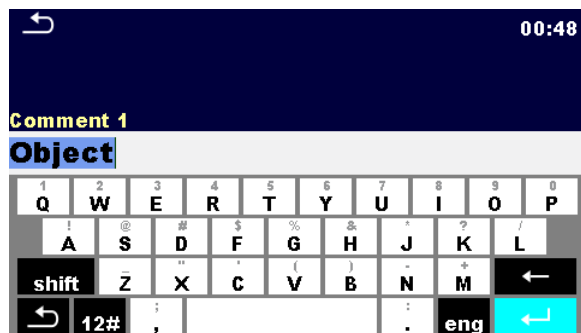 00:48
Comment 1
Object
1 2 3 4 5 6 7 8 9 0
Q W E R T Y U I O P
! @ # $ % & * ? /
A S D F G H J K L
_ " ' ( ) - +
shift Z X C V B N M
; :
12# , . eng